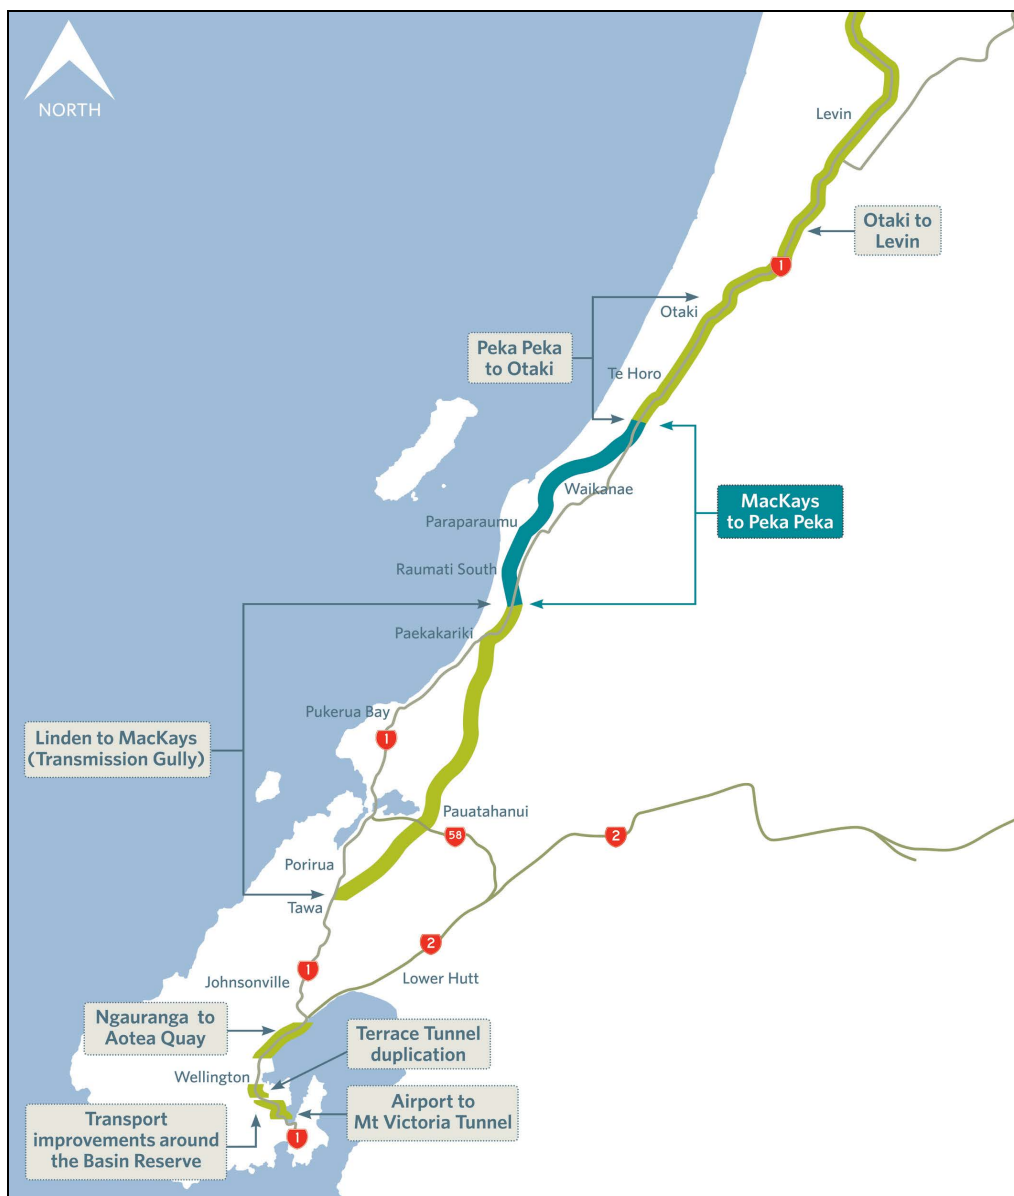 NORTH
Levin
Otaki to
Levin
1
Otaki
Peka Peka
to Otaki
Te Horo
Waikanae
MacKays
to Peka Peka
Paraparaumu
Raumati South
Paekakariki
Pukerua Bay
1
Linden to MacKays
(Transmission Gully)
Pauatahanui
58
2
Porirua
Tawa
2
1
Johnsonville
Lower Hutt
Ngauranga to
Aotea Quay
Terrace Tunnel
duplication
Wellington
Airport to
Mt Victoria Tunnel
Transport
improvements around
the Basin Reserve
1